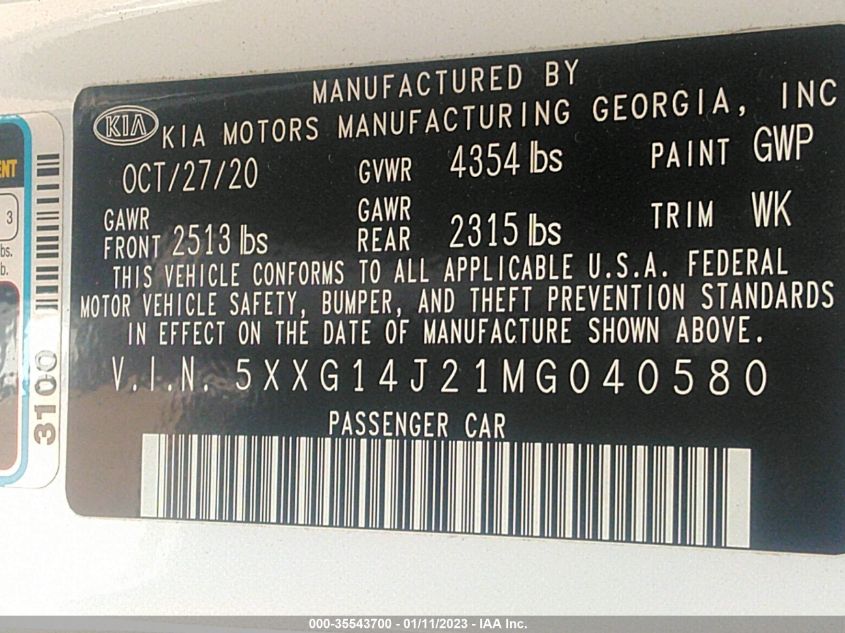 MANUFACTURED BY
KIA KIA MOTORS MANUFACTURING GEORGIA, INC
OCT/27/20 GVWR 4354 lbs PAINT GWP
GAWR FRONT 2513 lbs GAWR REAR 2315 lbs TRIM WK
THIS VEHICLE CONFORMS TO ALL APPLICABLE U.S.A. FEDERAL
MOTOR VEHICLE SAFETY, BUMPER, AND THEFT PREVENTION STANDARDS
IN EFFECT ON THE DATE OF MANUFACTURE SHOWN ABOVE.
V.I.N. 5XXG14J21MG040580
PASSENGER CAR
3100
3
000-35543700 - 01/11/2023 - IAA Inc.